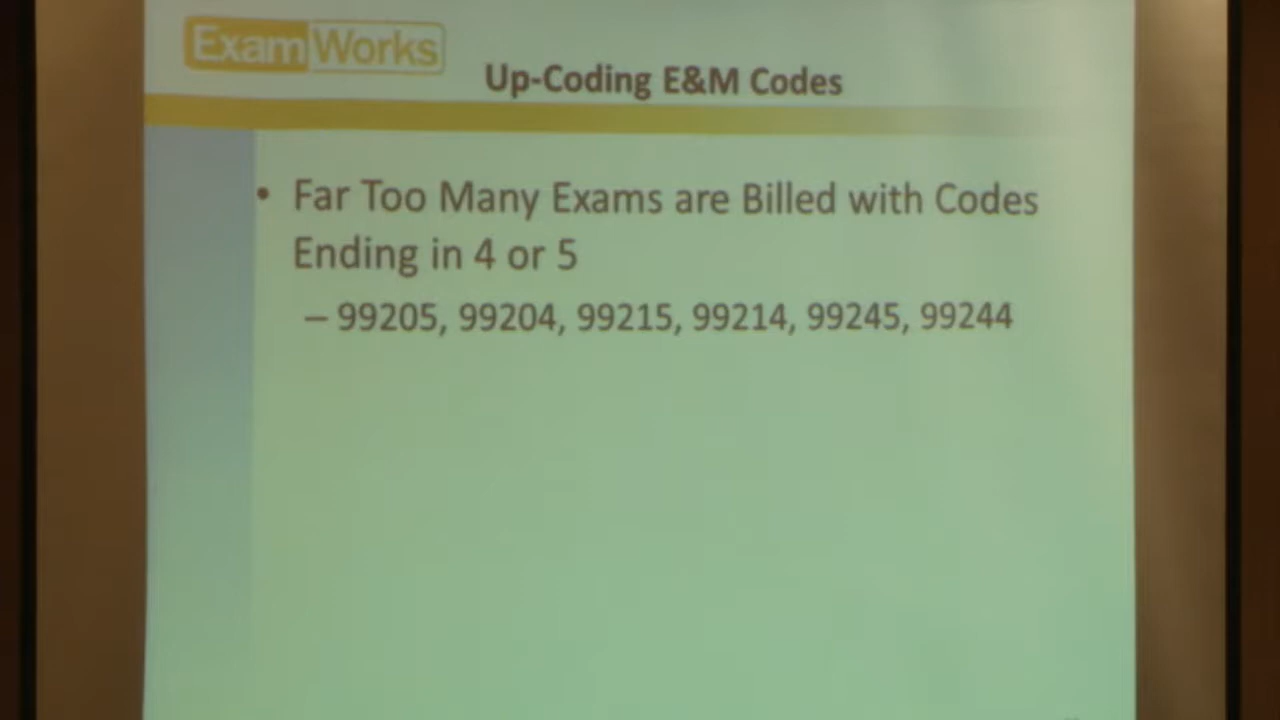 ExamWorks
Up-Coding E&M Codes
• Far Too Many Exams are Billed with Codes
Ending in 4 or 5
– 99205, 99204, 99215, 99214, 99245, 99244